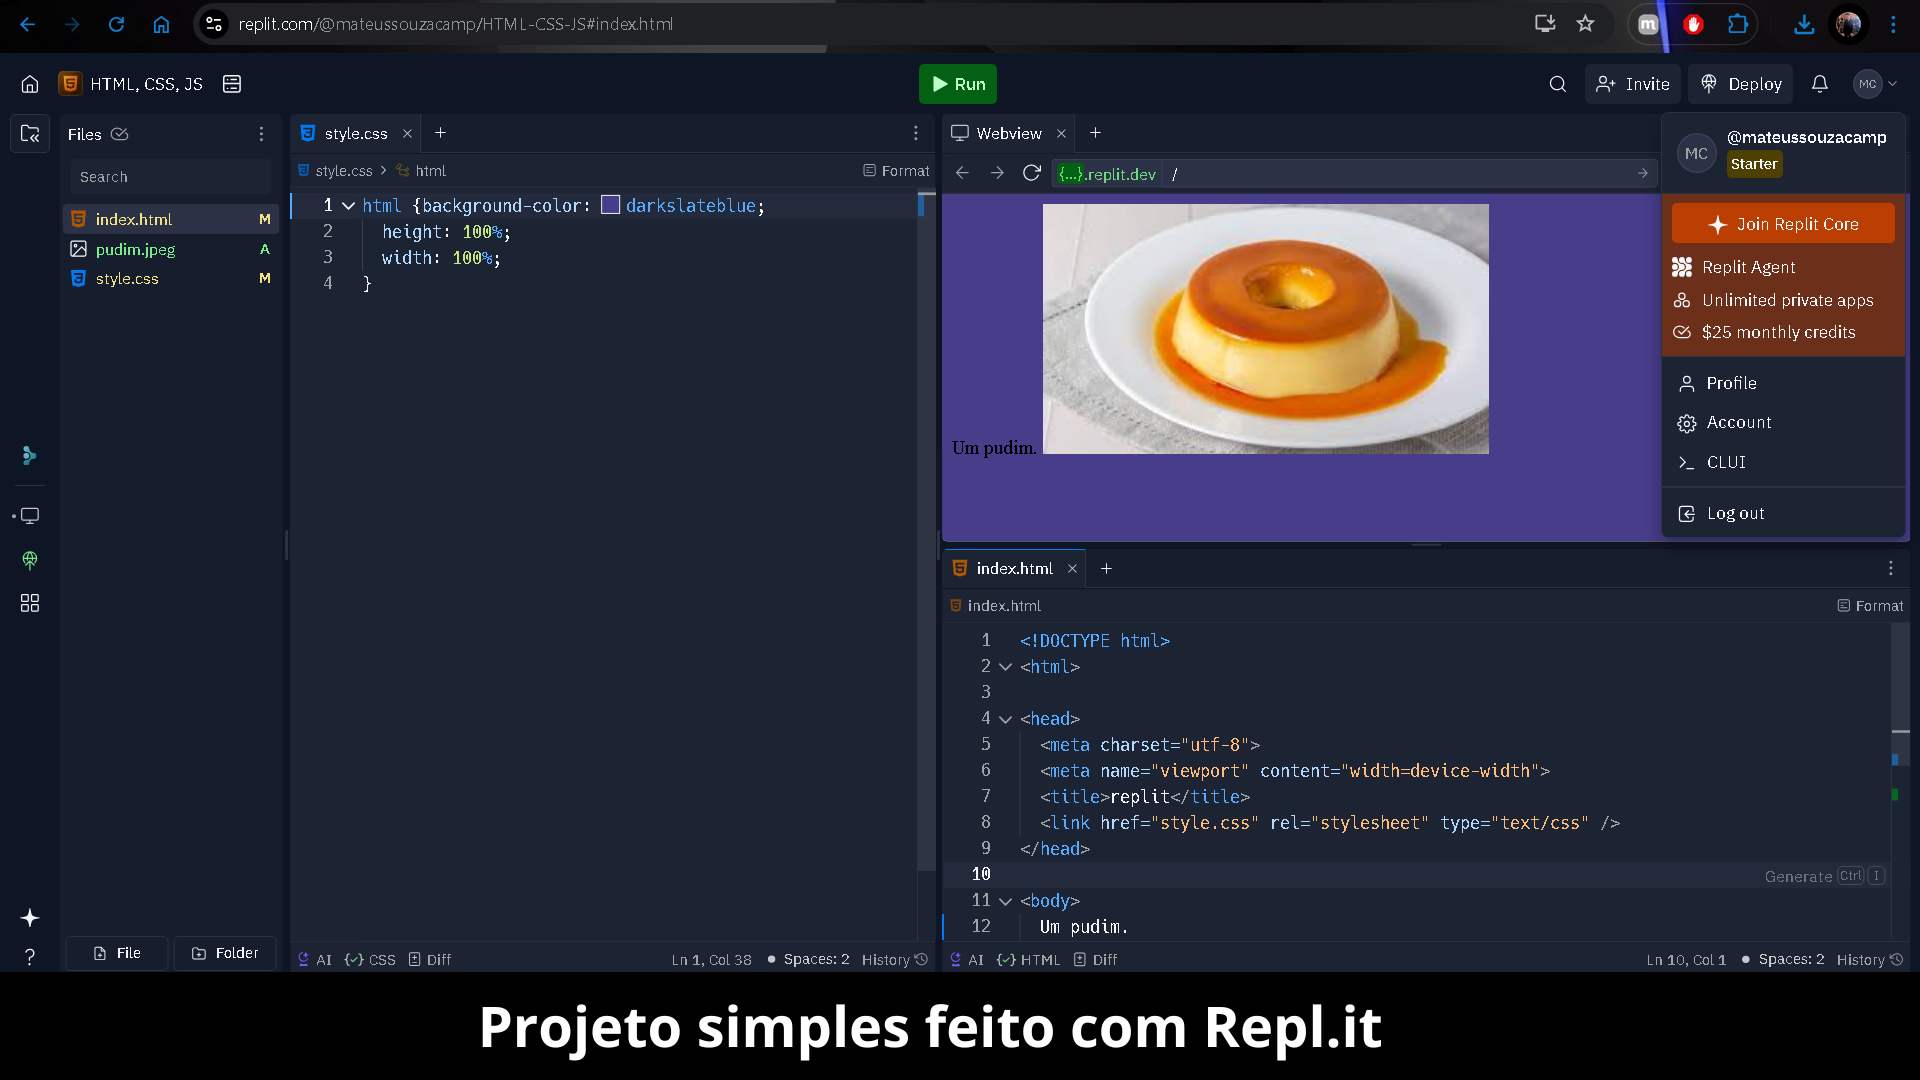 replit.com/@mateussouzacamp/HTML-CSS-JS#index.html
HTML, CSS, JS
Run
Invite
Deploy
MC
Files
Search
index.html M
pudim.jpeg A
style.css M
File
Folder
style.css
style.css > html
Format
1 html {background-color: darkslateblue;
2 height: 100%;
3 width: 100%;
4 }
AI
CSS
Diff
Ln 1, Col 38
Spaces: 2
History
Webview
{...}.replit.dev /
Um pudim.
MC
@mateussouzacamp
Starter
Join Replit Core
Replit Agent
Unlimited private apps
$25 monthly credits
Profile
Account
CLUI
Log out
index.html
index.html
Format
1 <!DOCTYPE html>
2 <html>
3
4 <head>
5 <meta charset="utf-8">
6 <meta name="viewport" content="width=device-width">
7 <title>replit</title>
8 <link href="style.css" rel="stylesheet" type="text/css" />
9 </head>
10
Generate Ctrl I
11 <body>
12 Um pudim.
AI
HTML
Diff
Ln 10, Col 1
Spaces: 2
History
Projeto simples feito com Repl.it